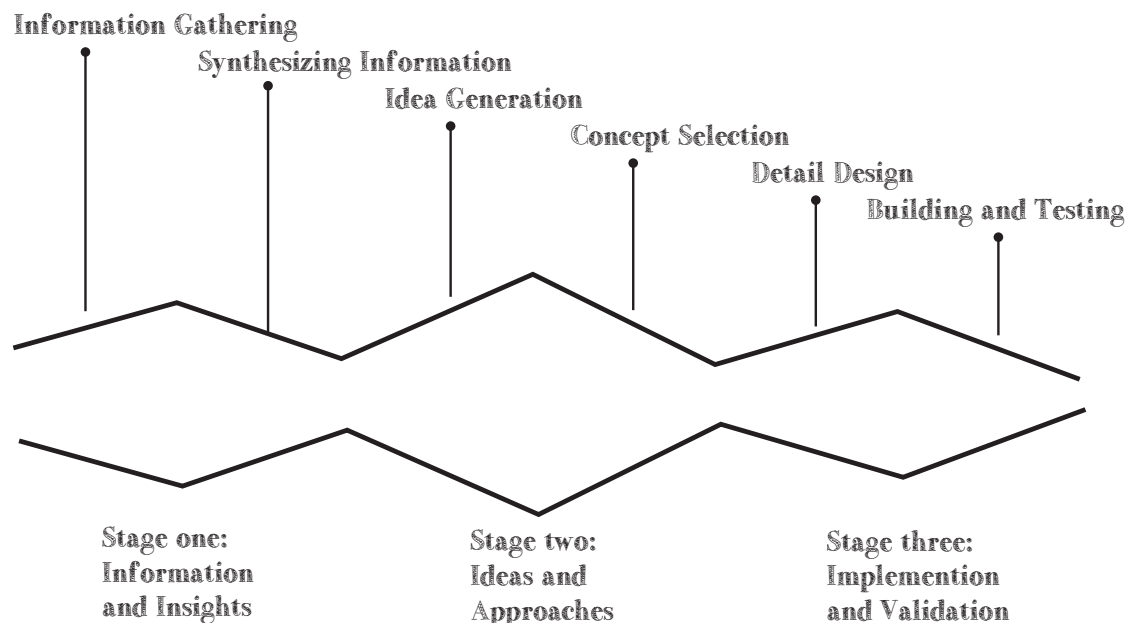 Information Gathering
Synthesizing Information
Idea Generation
Concept Selection
Detail Design
Building and Testing
Stage one:
Information
and Insights
Stage two:
Ideas and
Approaches
Stage three:
Implemention
and Validation